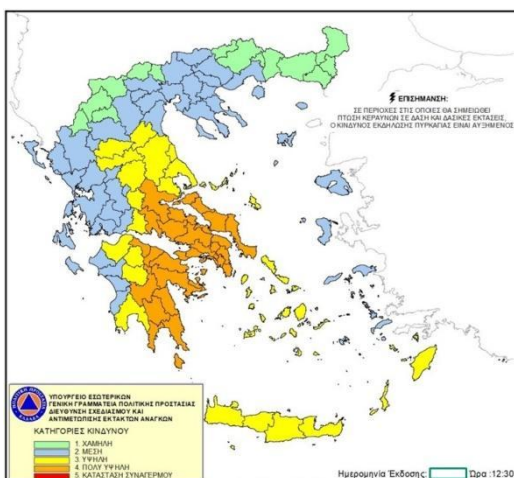 ΕΠΙΣΗΜΑΝΣΗ:
ΣΕ ΠΕΡΙΟΧΕΣ ΣΤΙΣ ΟΠΟΙΕΣ ΘΑ ΣΗΜΕΙΩΘΕΙ
ΠΤΩΣΗ ΚΕΡΑΥΝΩΝ ΣΕ ΔΑΣΗ ΚΑΙ ΔΑΣΙΚΕΣ ΕΚΤΑΣΕΙΣ,
Ο ΚΙΝΔΥΝΟΣ ΕΚΔΗΛΩΣΗΣ ΠΥΡΚΑΓΙΑΣ ΕΙΝΑΙ ΑΥΞΗΜΕΝΟΣ
ΥΠΟΥΡΓΕΙΟ ΕΣΩΤΕΡΙΚΩΝ
ΓΕΝΙΚΗ ΓΡΑΜΜΑΤΕΙΑ ΠΟΛΙΤΙΚΗΣ ΠΡΟΣΤΑΣΙΑΣ
ΔΙΕΥΘΥΝΣΗ ΣΧΕΔΙΑΣΜΟΥ ΚΑΙ
ΑΝΤΙΜΕΤΩΠΙΣΗΣ ΕΚΤΑΚΤΩΝ ΑΝΑΓΚΩΝ
ΚΑΤΗΓΟΡΙΕΣ ΚΙΝΔΥΝΟΥ
1. ΧΑΜΗΛΗ
2. ΜΕΣΗ
3. ΥΨΗΛΗ
4. ΠΟΛΥ ΥΨΗΛΗ
5. ΚΑΤΑΣΤΑΣΗ ΣΥΝΑΓΕΡΜΟΥ
Ημερομηνία Έκδοσης: Ώρα :12:30